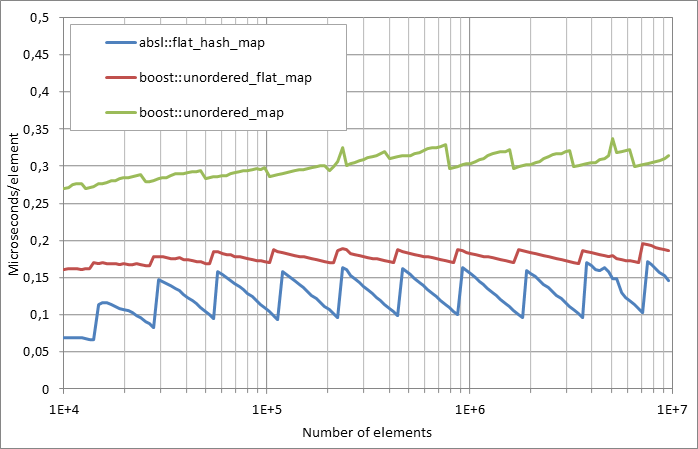 0,5
0,45
0,4
0,35
0,3
0,25
0,2
0,15
0,1
0,05
0
Microseconds/element
absl::flat_hash_map
boost::unordered_flat_map
boost::unordered_map
1E+4
1E+5
1E+6
1E+7
Number of elements